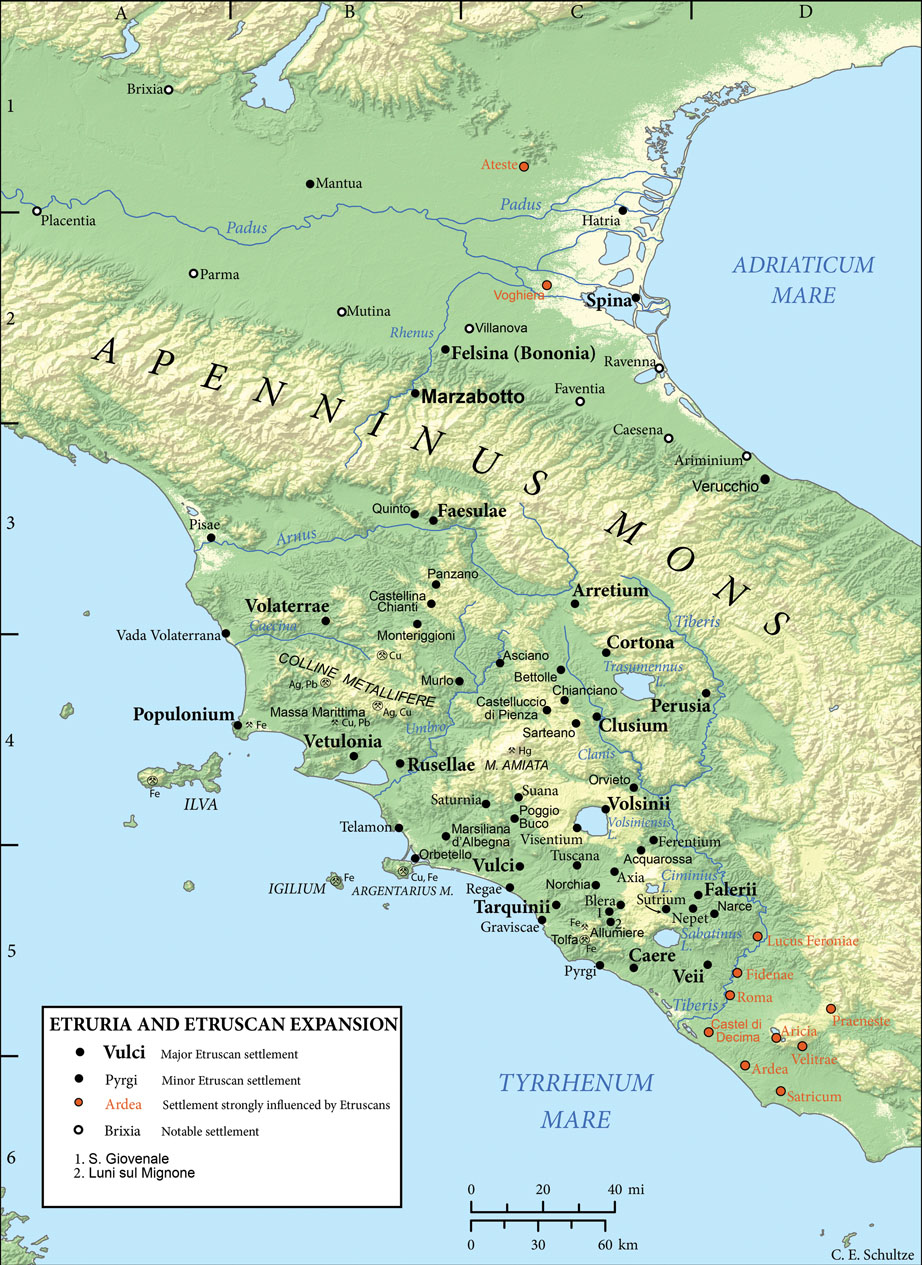 A
B
C
D
1
2
3
4
5
6
Brixia
Ateste
Mantua
Padus
Hatria
Placentia
Padus
ADRIATICUM
MARE
Parma
Voghiera
Spina
Mutina
Rhenus
Villanova
Felsina (Bononia)
Ravenna
APENNINUS MONS
Marzabotto
Faventia
Caesena
Ariminium
Verucchio
Quinto
Faesulae
Pisae
Arnus
Panzano
Castellina
Chianti
Arretium
Volaterrae
Tiberis
Caecina
Vada Volaterrana
Monteriggioni
Cortona
Cu
Asciano
COLLINE METALLIFERE
Trasumennus
L.
Bettolle
Ag, Pb
Murlo
Chianciano
Perusia
Castelluccio
di Pienza
Massa Marittima
Ag, Cu
Cu, Pb
Populonium
Fe
Umbro
Sarteano
Clusium
Vetulonia
Hg
M. AMIATA
Clanis
Rusellae
Orvieto
Fe
ILVA
Suana
Saturnia
Volsinii
Poggio
Buco
Volsiniensis
L.
Telamon
Marsiliana
d'Albegna
Visentium
Ferentium
Orbetello
Tuscana
Acquarossa
Vulci
Cu, Fe
Axia
Ciminius
L.
Fe
IGILIUM
ARGENTARIUS M.
Regae
Norchia
Falerii
Tarquinii
Blera
Sutrium
Narce
1
2
Nepet
Graviscae
Fe
Allumiere
Sabatinus
L.
Tolfa
Fe
Lucus Feroniae
Caere
Pyrgi
Veii
Fidenae
Roma
Tiberis
Praeneste
Castel di
Decima
Aricia
Velitrae
Ardea
Satricum
TYRRHENUM
MARE
ETRURIA AND ETRUSCAN EXPANSION
Vulci Major Etruscan settlement
Pyrgi Minor Etruscan settlement
Ardea Settlement strongly influenced by Etruscans
Brixia Notable settlement
1. S. Giovenale
2. Luni sul Mignone
0 20 40 mi
0 30 60 km
C. E. Schultze